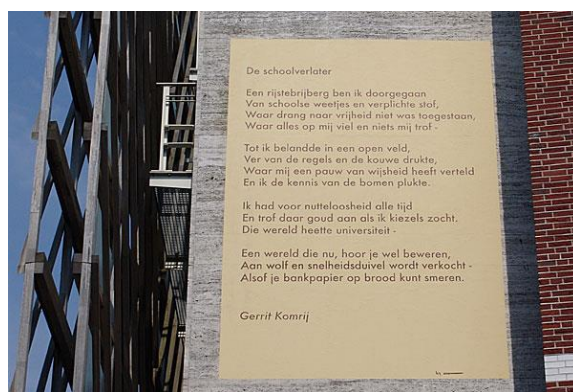 De schoolverlater
Een rijstebrijberg ben ik doorgegaan
Van schoolse weetjes en verplichte stof,
Waar drang naar vrijheid niet was toegestaan,
Waar alles op mij viel en niets mij trof -
Tot ik belandde in een open veld,
Ver van de regels en de kouwe drukte,
Waar mij een pauw van wijsheid heeft verteld
En ik de kennis van de bomen plukte.
Ik had voor nutteloosheid alle tijd
En trof daar goud aan als ik kiezels zocht.
Die wereld heette universiteit -
Een wereld die nu, hoor je wel beweren,
Aan wolf en snelheidsduivel wordt verkocht -
Alsof je bankpapier op brood kunt smeren.
Gerrit Komrij